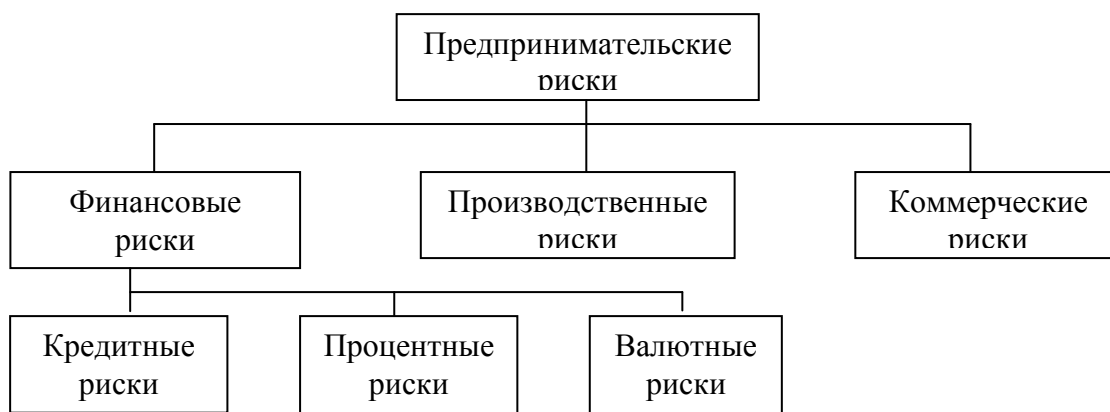 Предпринимательские
риски
Финансовые
риски
Производственные
риски
Коммерческие
риски
Кредитные
риски
Процентные
риски
Валютные
риски